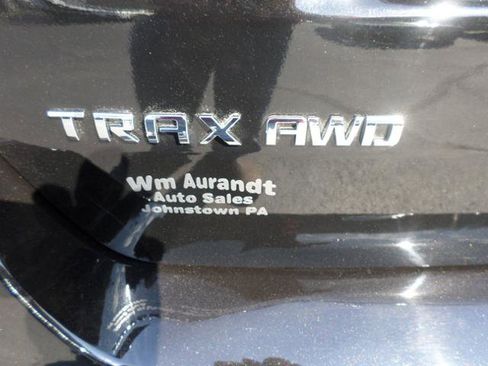 TRAX AWD
Wm Aurandt
Auto Sales
Johnstown PA